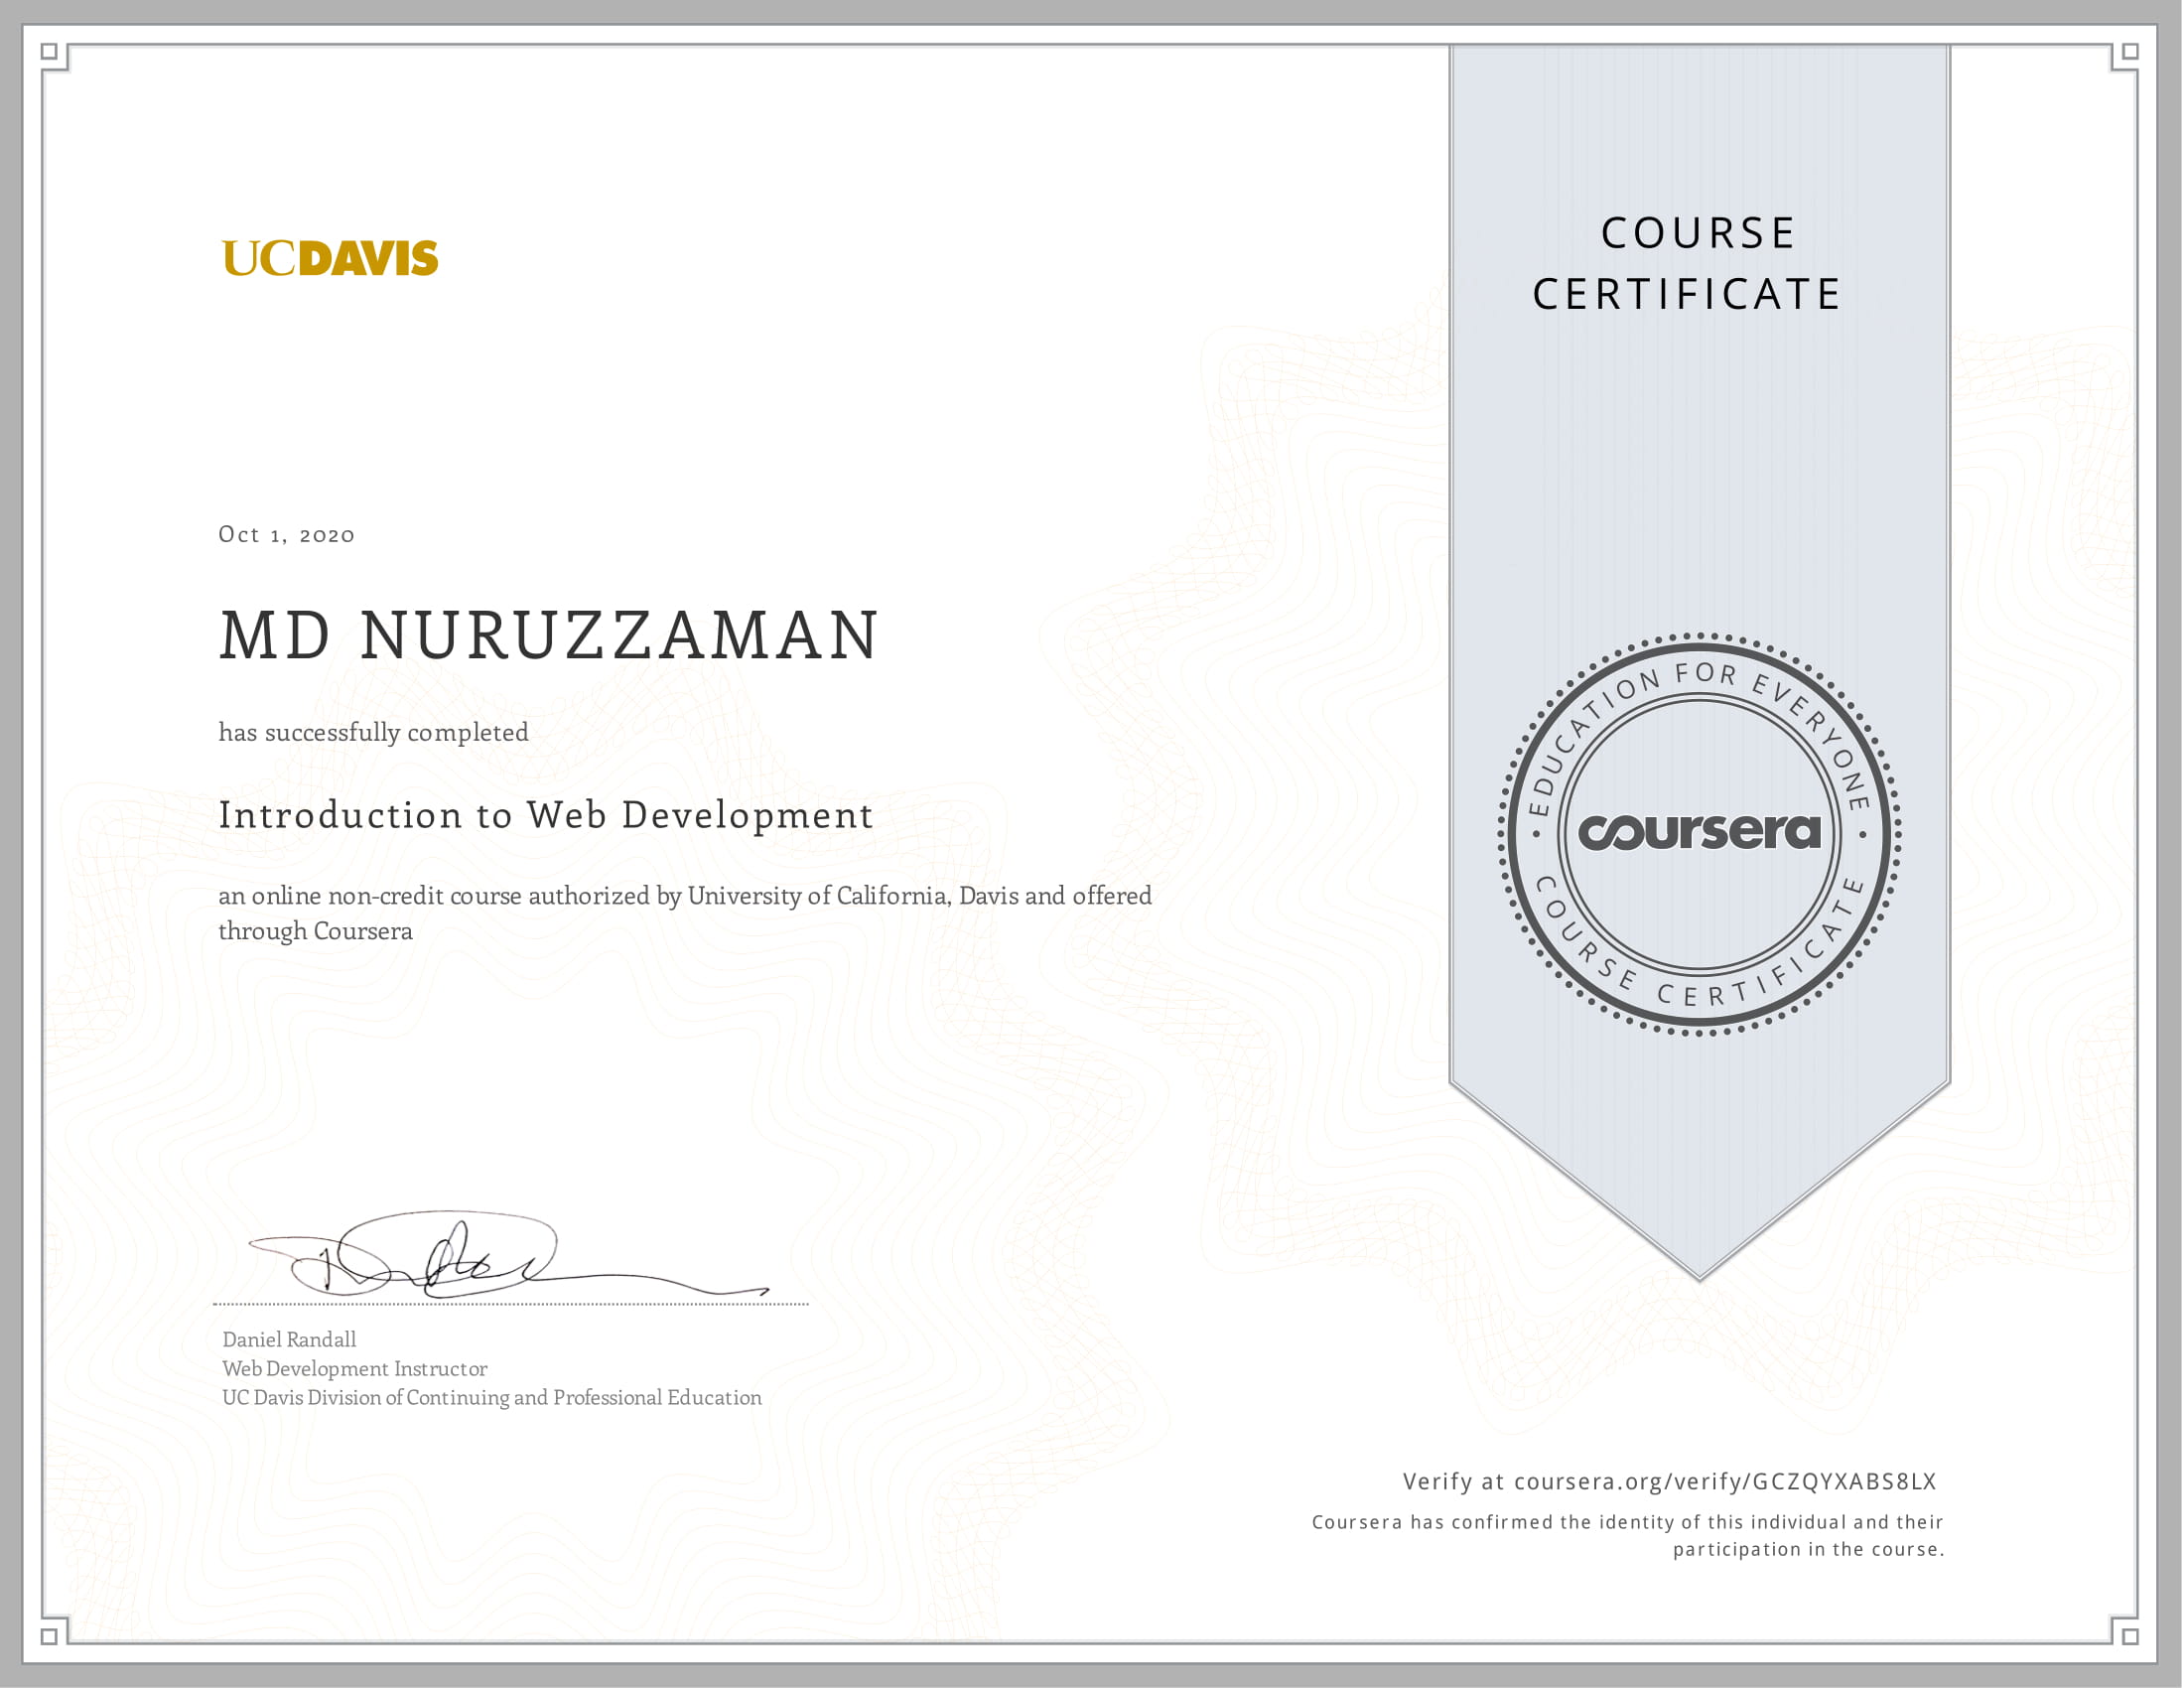 UCDAVIS
COURSE
CERTIFICATE
Oct 1, 2020
MD NURUZZAMAN
has successfully completed
Introduction to Web Development
an online non-credit course authorized by University of California, Davis and offered
through Coursera
EDUCATION FOR EVERYONE
coursera
COURSE CERTIFICATE
Daniel Randall
Web Development Instructor
UC Davis Division of Continuing and Professional Education
Verify at coursera.org/verify/GCZQYXABS8LX
Coursera has confirmed the identity of this individual and their
participation in the course.